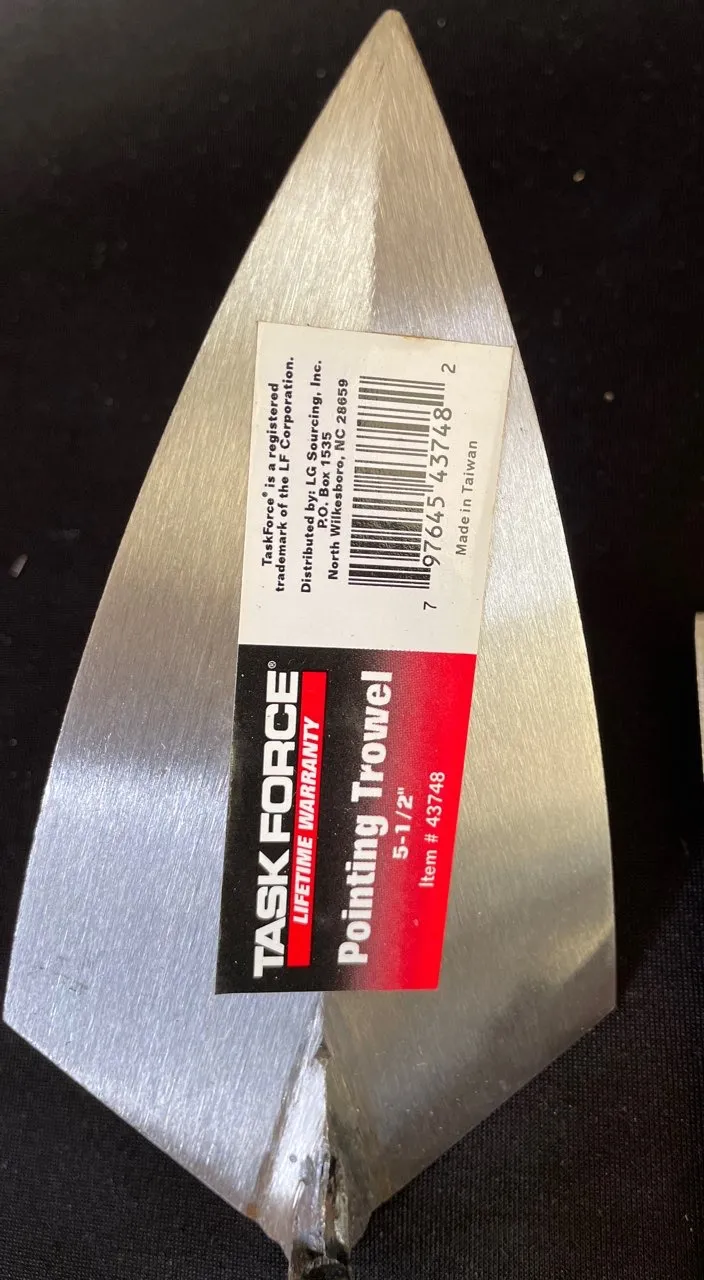 TASK FORCE®
LIFETIME WARRANTY
Pointing Trowel
5-1/2"
Item # 43748
TaskForce® is a registered
trademark of the LF Corporation.
Distributed by: LG Sourcing, Inc.
P.O. Box 1535
North Wilkesboro, NC 28659
7 97645 43748 2
Made in Taiwan